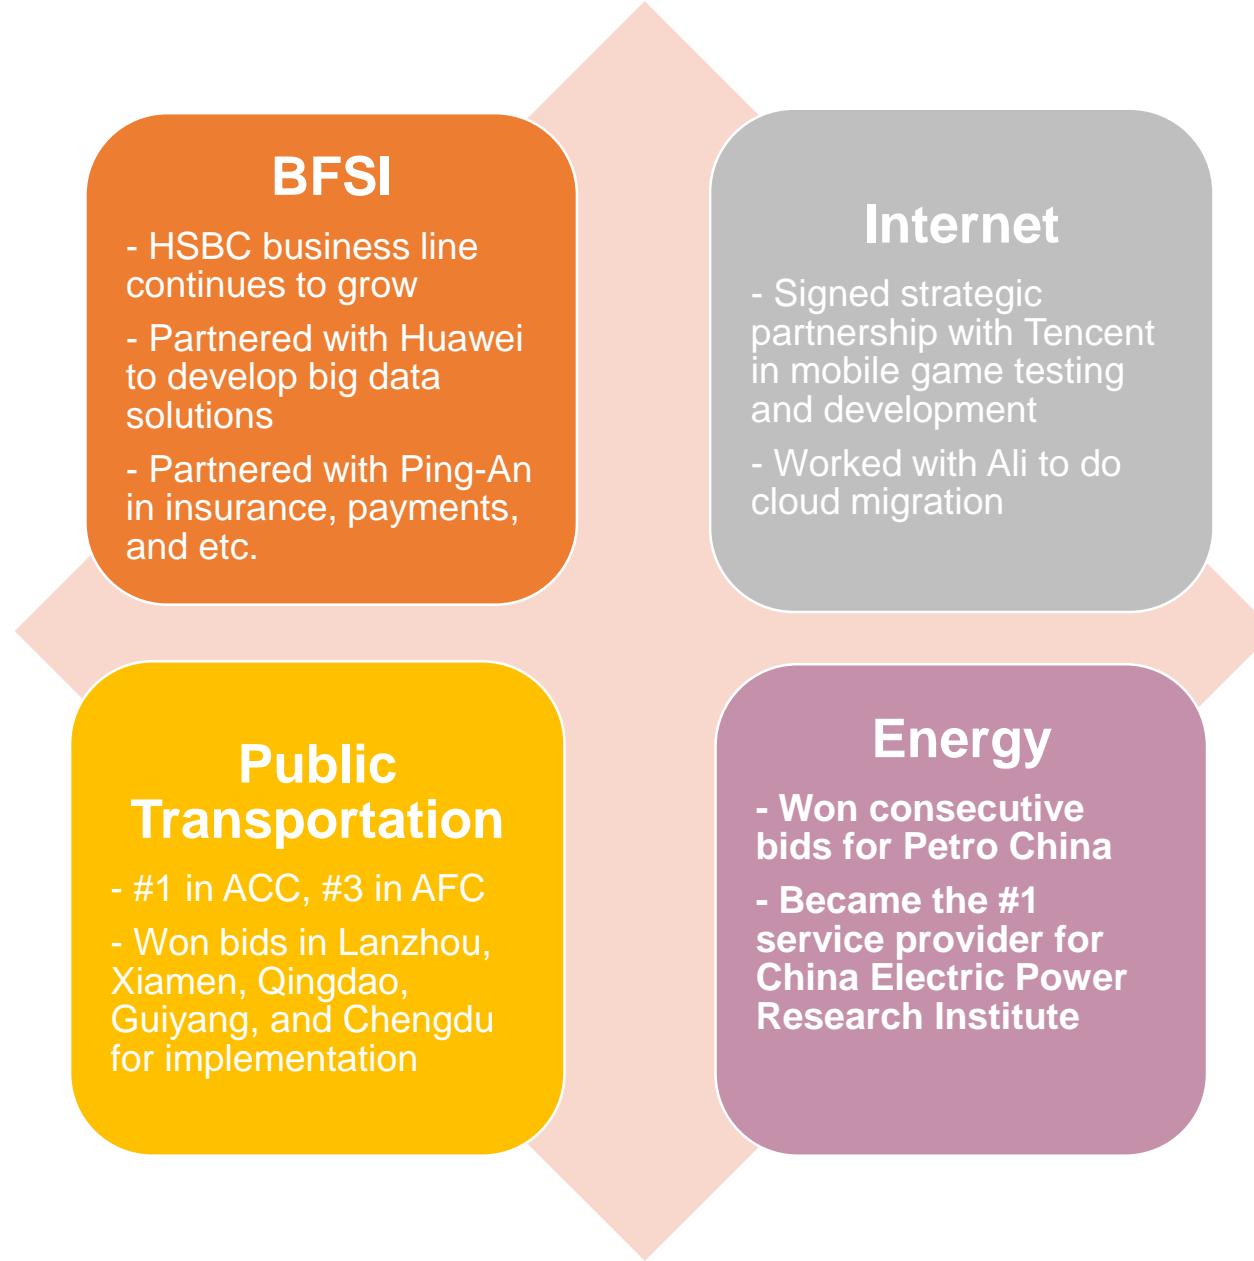 BFSI
- HSBC business line
continues to grow
- Partnered with Huawei
to develop big data
solutions
- Partnered with Ping-An
in insurance, payments,
and etc.
Internet
- Signed strategic
partnership with Tencent
in mobile game testing
and development
- Worked with Ali to do
cloud migration
Public
Transportation
- #1 in ACC, #3 in AFC
- Won bids in Lanzhou,
Xiamen, Qingdao,
Guiyang, and Chengdu
for implementation
Energy
- Won consecutive
bids for Petro China
- Became the #1
service provider for
China Electric Power
Research Institute